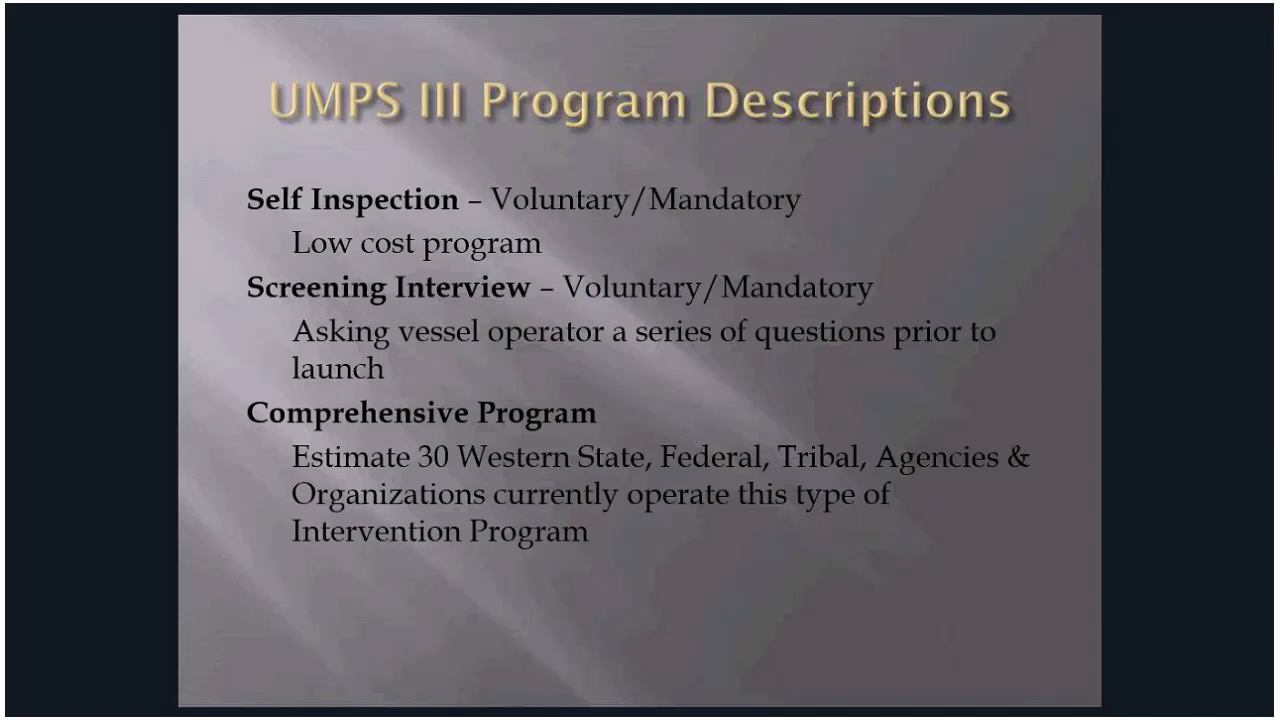 UMPS III Program Descriptions
Self Inspection – Voluntary/Mandatory
Low cost program
Screening Interview – Voluntary/Mandatory
Asking vessel operator a series of questions prior to
launch
Comprehensive Program
Estimate 30 Western State, Federal, Tribal, Agencies &
Organizations currently operate this type of
Intervention Program